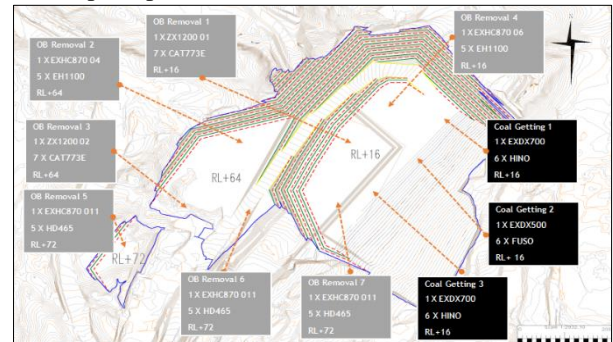 OB Removal 1
1 X ZX1200 01
7 X CAT773E
RL+16
OB Removal 2
1 X EXHC870 04
5 X EH1100
RL+64
OB Removal 4
1 X EXHC870 06
5 X EH1100
RL+16
OB Removal 3
1 X ZX1200 02
7 X CAT773E
RL+64
Coal Getting 1
1 X EXDX700
6 X HINO
RL+16
RL+16
RL+64
OB Removal 5
1 X EXHC870 011
5 X HD465
RL+72
Coal Getting 2
1 X EXDX500
6 X FUSO
RL+ 16
RL+72
OB Removal 6
1 X EXHC870 011
5 X HD465
RL+72
OB Removal 7
1 X EXHC870 011
5 X HD465
RL+72
Coal Getting 3
1 X EXDX700
6 X HINO
RL+16